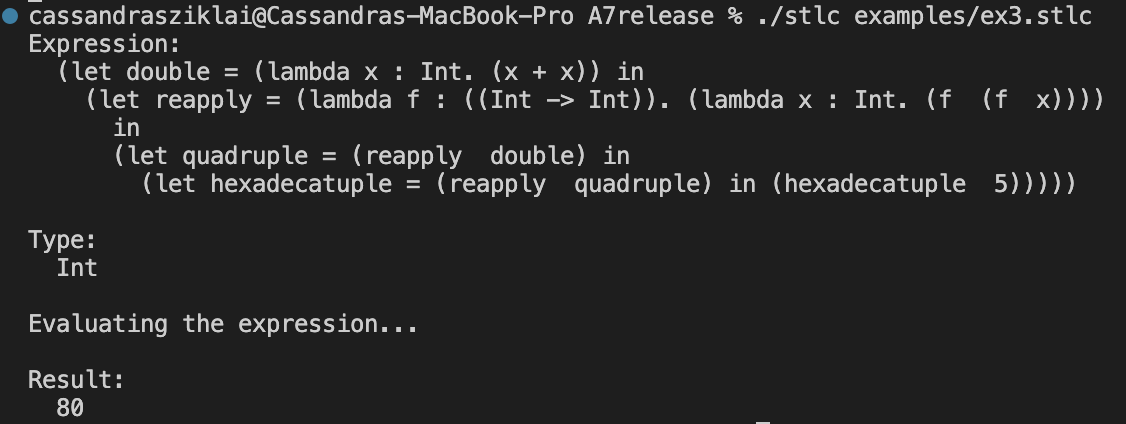 cassandrasziklai@Cassandras-MacBook-Pro A7release % ./stlc examples/ex3.stlc
Expression:
  (let double = (lambda x : Int. (x + x)) in
    (let reapply = (lambda f : ((Int -> Int)). (lambda x : Int. (f  (f  x))))
      in
      (let quadruple = (reapply  double) in
        (let hexadecatuple = (reapply  quadruple) in (hexadecatuple  5)))))

Type:
  Int

Evaluating the expression...

Result:
  80